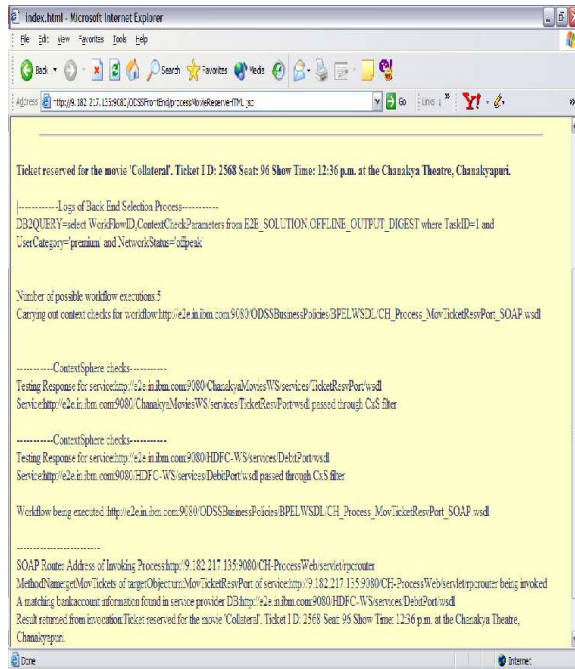 index.html - Microsoft Internet Explorer
File Edit View Favorites Tools Help
Back Search Favorites Media
Address http://9.182.217.135:9080/ODSSFrontEnd/processMovieReserveHTML.jsp Go Links » Y! »
Ticket reserved for the movie 'Collateral'. Ticket I D: 2568 Seat: 96 Show Time: 12:36 p.m. at the Chanakya Theatre, Chanakyapuri.
|------------Logs of Back End Selection Process-----------
DB2QUERY=select WorkFlowID,ContextCheckParameters from E2E_SOLUTION.OFFLINE_OUTPUT_DIGEST where TaskID=1 and
UserCategory='premium' and NetworkStatus='offpeak'
Number of possible workflow executions:5
Carrying out context checks for workflow:http://e2e.in.ibm.com:9080/ODSSBusinessPolicies/BPELWSDL/CH_Process_MovTicketResvPort_SOAP.wsdl
-----------ContextSphere checks-----------
Testing Response for service:http://e2e.in.ibm.com:9080/ChanakyaMoviesWS/services/TicketResvPort/wsdl
Service:http://e2e.in.ibm.com:9080/ChanakyaMoviesWS/services/TicketResvPort/wsdl passed through CxS filter
-----------ContextSphere checks-----------
Testing Response for service:http://e2e.in.ibm.com:9080/HDFC-WS/services/DebitPort/wsdl
Service:http://e2e.in.ibm.com:9080/HDFC-WS/services/DebitPort/wsdl passed through CxS filter
Workflow being executed :http://e2e.in.ibm.com:9080/ODSSBusinessPolicies/BPELWSDL/CH_Process_MovTicketResvPort_SOAP.wsdl
-------------------------
SOAP Router Address of Invoking Process:http://9.182.217.135:9080/CH-ProcessWeb/servlet/rpcrouter
MethodName:getMovTickets of targetObject:urn:MovTicketResvPort of service:http://9.182.217.135:9080/CH-ProcessWeb/servlet/rpcrouter being invoked
A matching bankaccount information found in service provider DB:http://e2e.in.ibm.com:9080/HDFC-WS/services/DebitPort/wsdl
Result returned from invocation:Ticket reserved for the movie 'Collateral'. Ticket I D: 2568 Seat: 96 Show Time: 12:36 p.m. at the Chanakya Theatre,
Chanakyapuri.
Done Internet